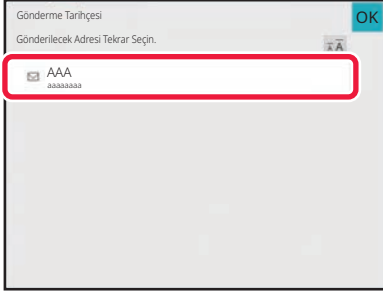 Gönderme Tarihçesi
OK
Gönderilecek Adresi Tekrar Seçin.
AAA
aaaaaaaa